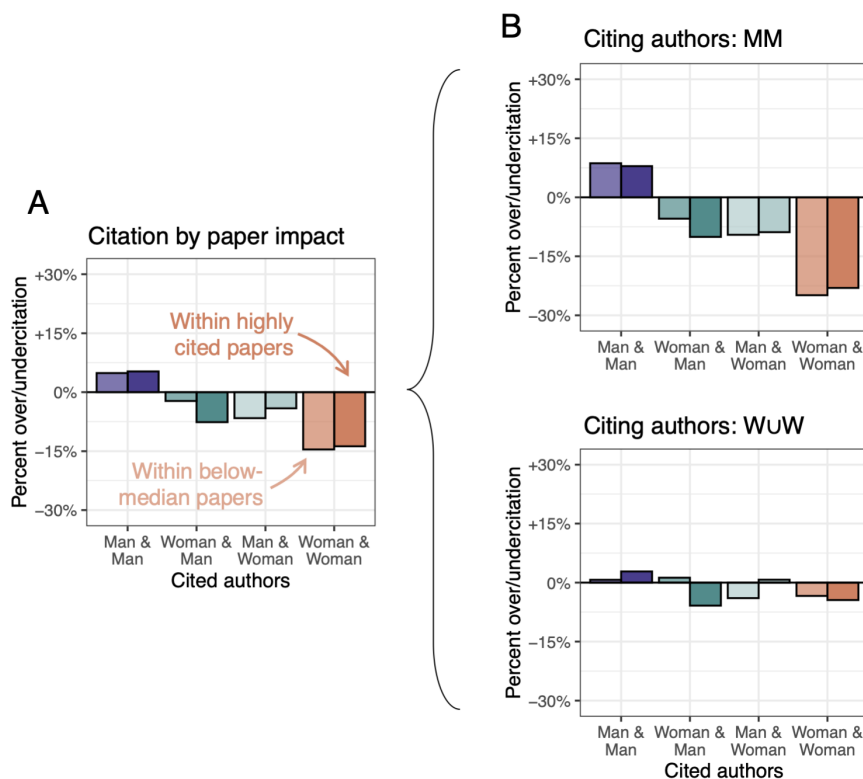 A
Citation by paper impact
Percent over/undercitation
+30%
+15%
0%
−15%
−30%
Within highly
cited papers
Within below-
median papers
Man &
Man
Woman &
Man
Man &
Woman
Woman &
Woman
Cited authors
B
Citing authors: MM
Percent over/undercitation
+30%
+15%
0%
−15%
−30%
Man &
Man
Woman &
Man
Man &
Woman
Woman &
Woman
Citing authors: W∪W
Percent over/undercitation
+30%
+15%
0%
−15%
−30%
Man &
Man
Woman &
Man
Man &
Woman
Woman &
Woman
Cited authors